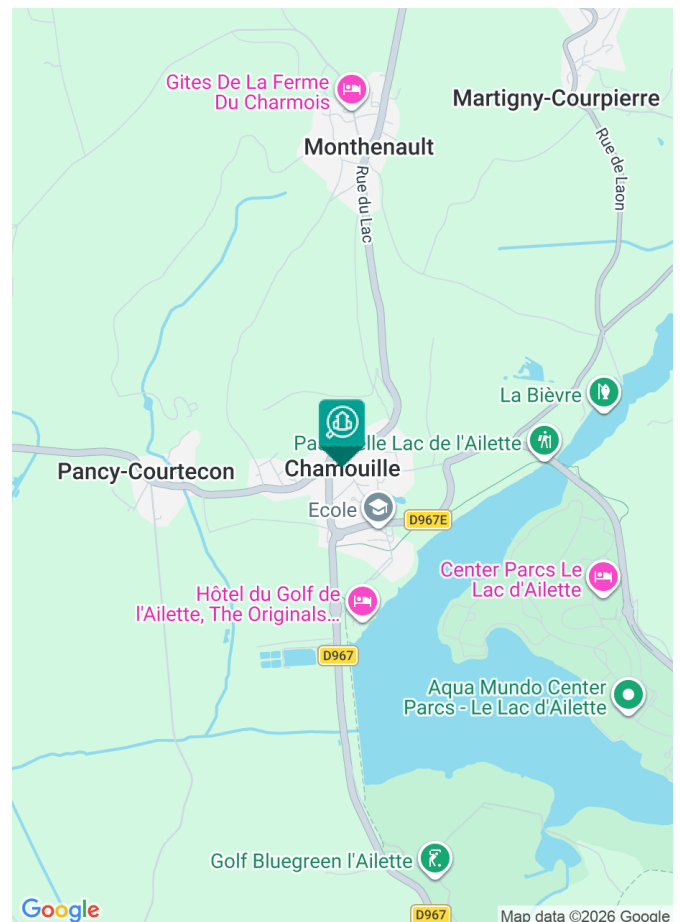 Gites De La Ferme
Du Charmois
Martigny-Courpierre
Monthenault
Rue de Laon
Rue du Lac
La Bièvre
elle Lac de l'Ailette
Pancy-Courtecon
Chamouille
Ecole
D967E
Center Parcs Le
Lac d'Ailette
Hôtel du Golf de
l'Ailette, The Originals...
D967
Aqua Mundo Center
Parcs - Le Lac d'Ailette
Golf Bluegreen l'Ailette
Google
D967
Map data ©2026 Google